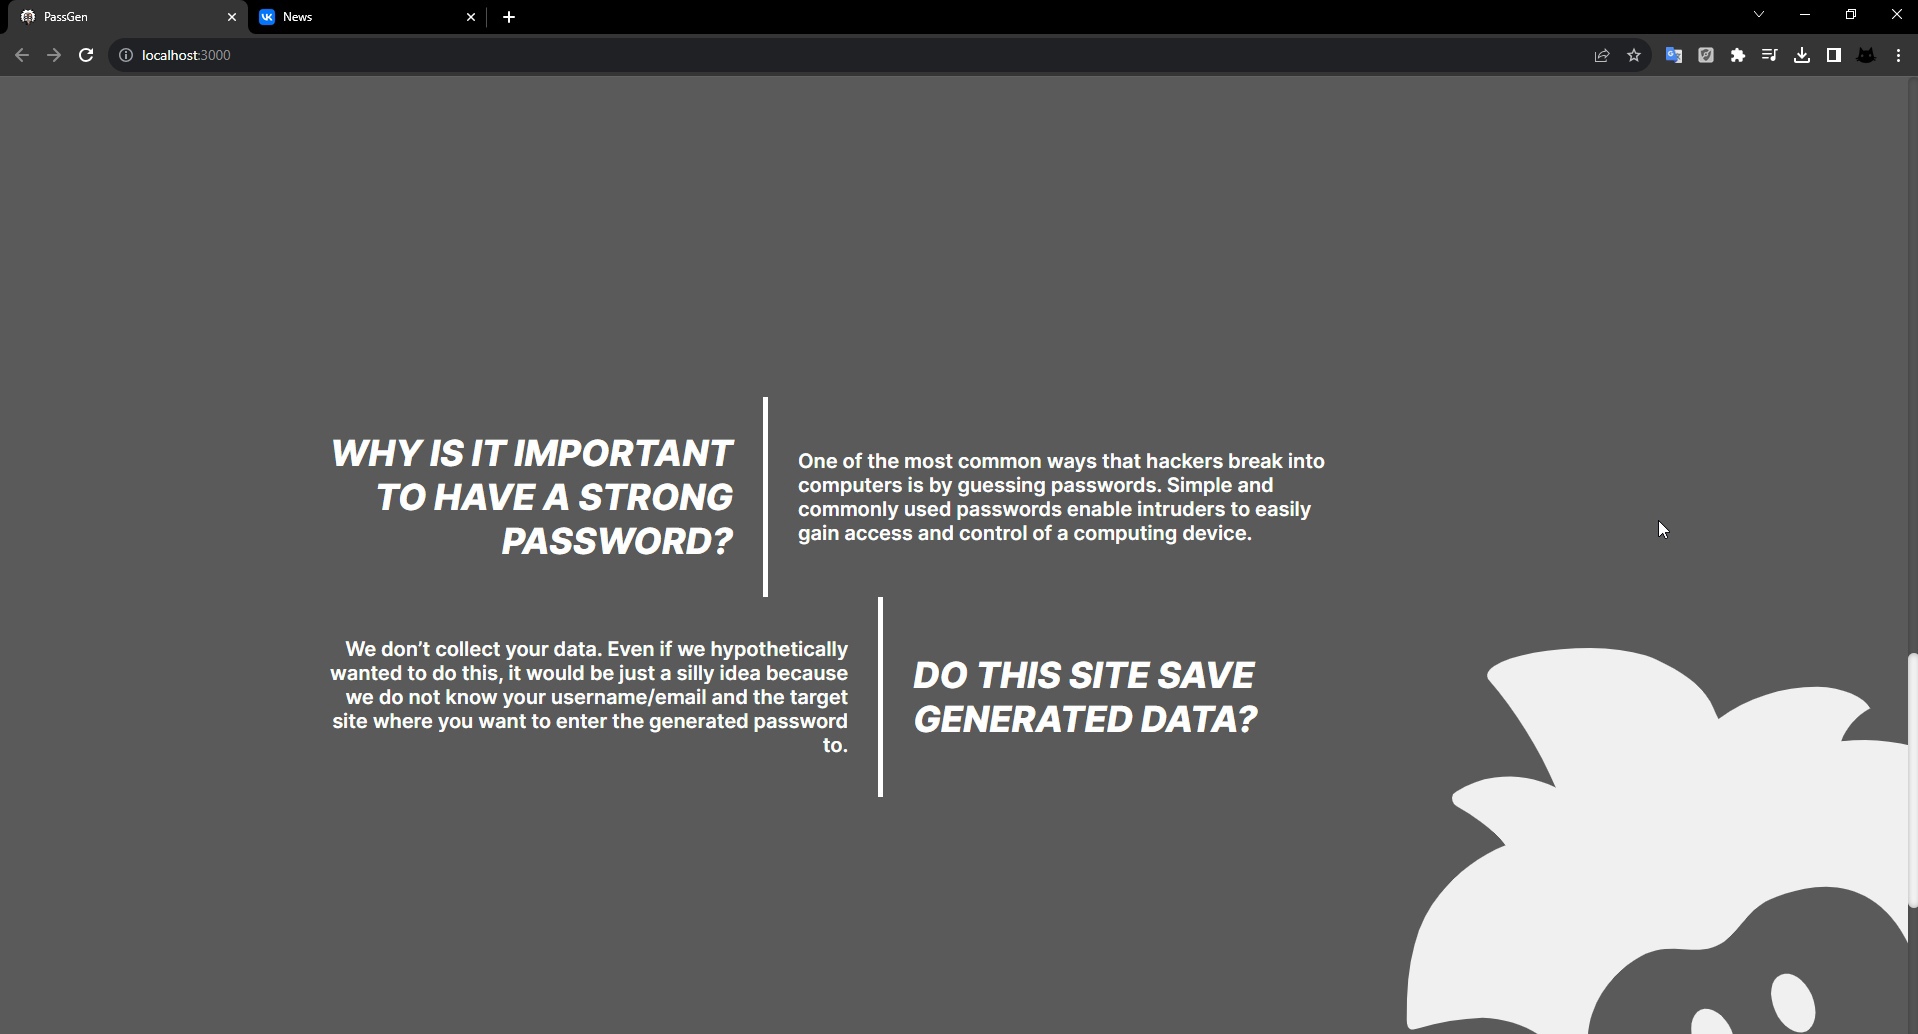 PassGen
VK News
localhost:3000
WHY IS IT IMPORTANT
TO HAVE A STRONG
PASSWORD?
One of the most common ways that hackers break into
computers is by guessing passwords. Simple and
commonly used passwords enable intruders to easily
gain access and control of a computing device.
We don’t collect your data. Even if we hypothetically
wanted to do this, it would be just a silly idea because
we do not know your username/email and the target
site where you want to enter the generated password
to.
DO THIS SITE SAVE
GENERATED DATA?